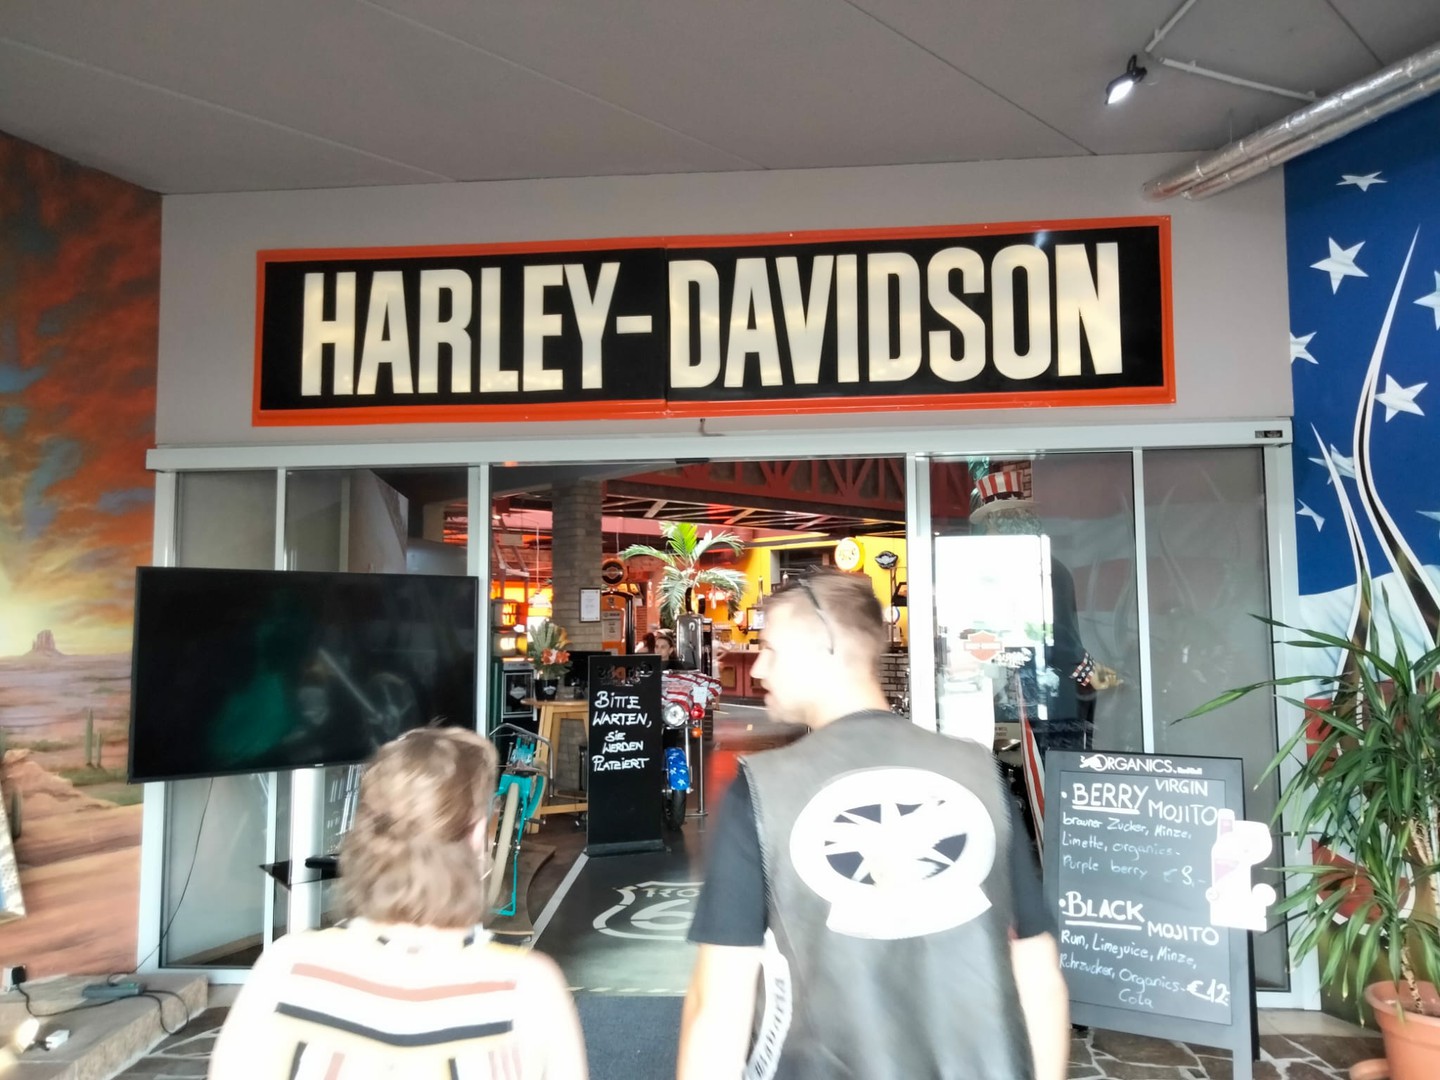 HARLEY-DAVIDSON
BITTE
WARTEN,
SIE
WERDEN
PLATZIERT
ORGANICS
• BERRY VIRGIN
MOJITO
brauner Zucker, Minze,
Limette, organics-
Purple berry
• BLACK MOJITO
Rum, Limejuice, Minze,
Rohrzucker, Organics-
Cola €12,-